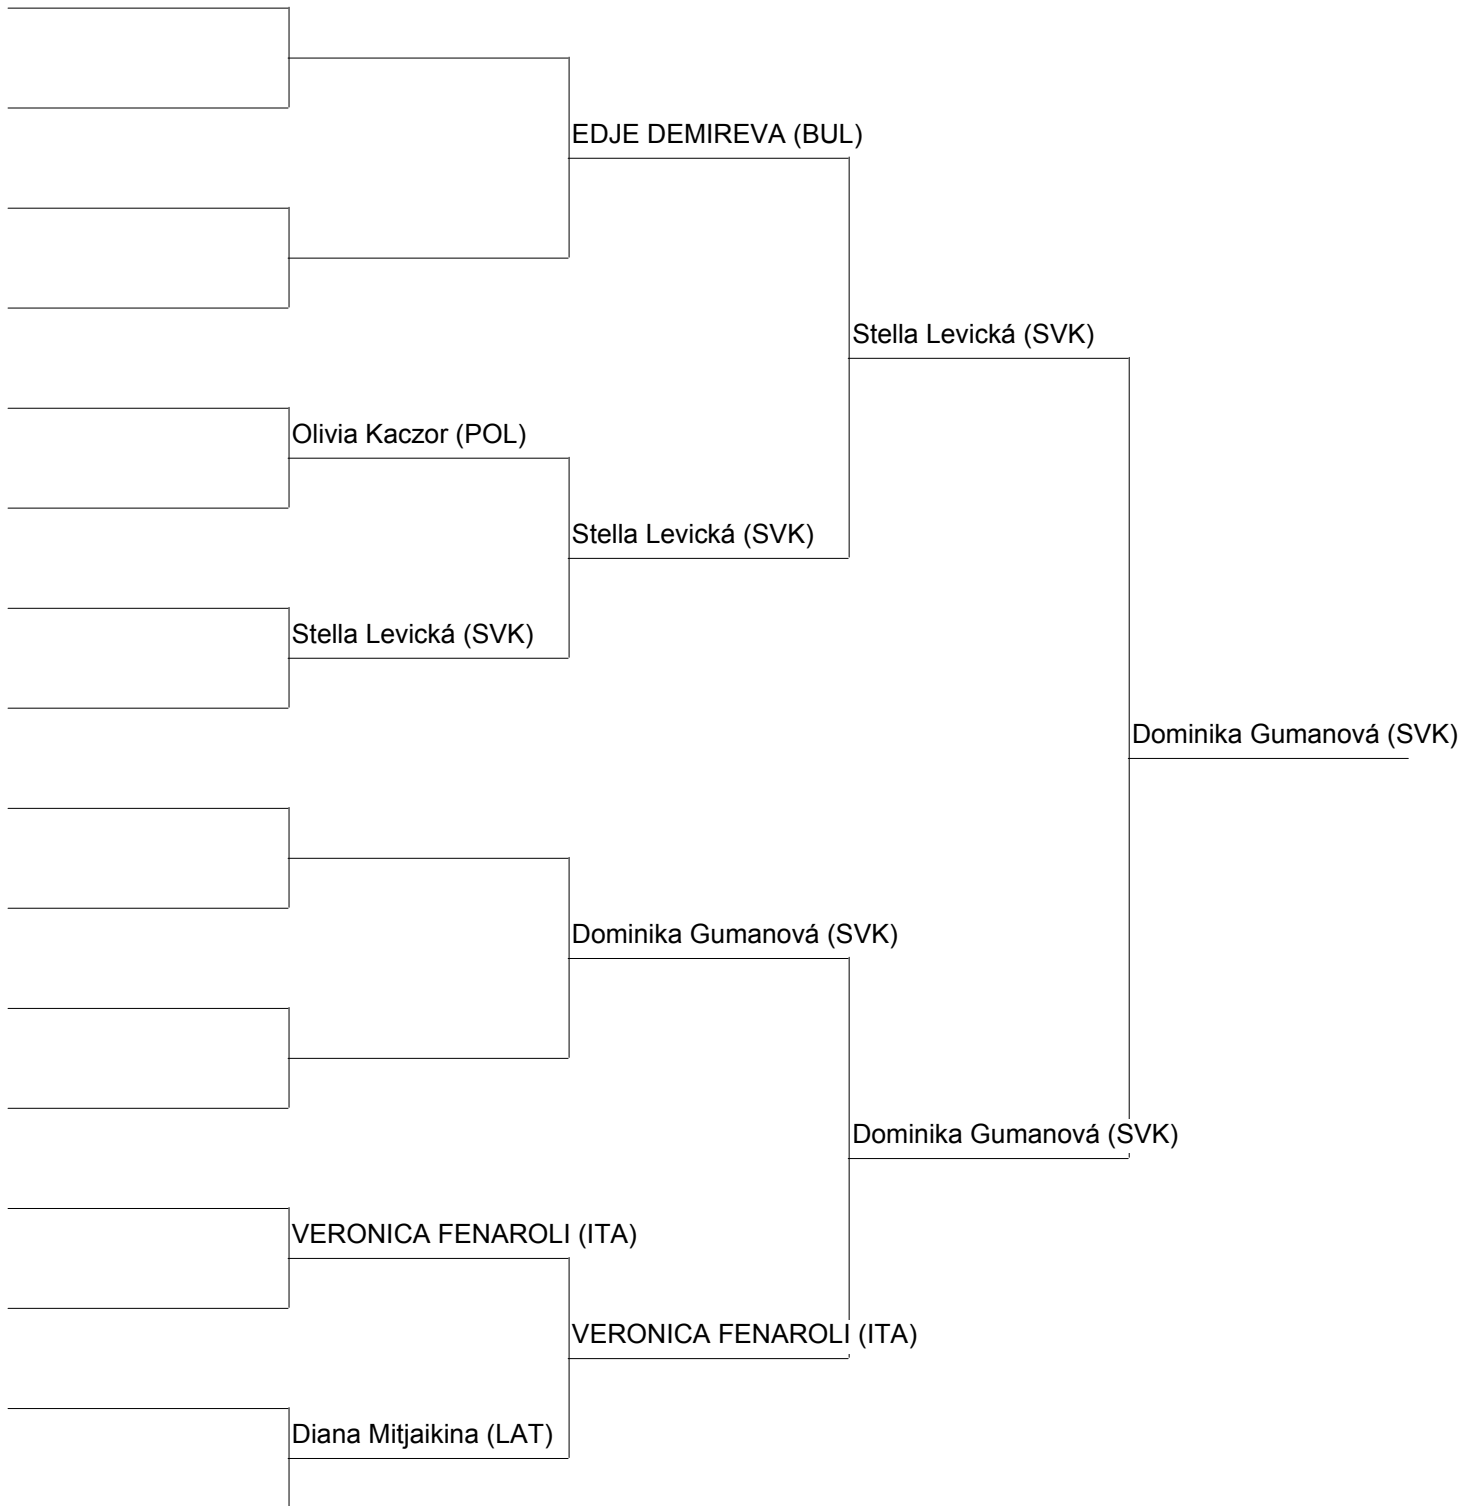 EDJE DEMIREVA (BUL)
Stella Levická (SVK)
Olivia Kaczor (POL)
Stella Levická (SVK)
Stella Levická (SVK)
Dominika Gumanová (SVK)
Dominika Gumanová (SVK)
Dominika Gumanová (SVK)
VERONICA FENAROLI (ITA)
VERONICA FENAROLI (ITA)
Diana Mitjaikina (LAT)